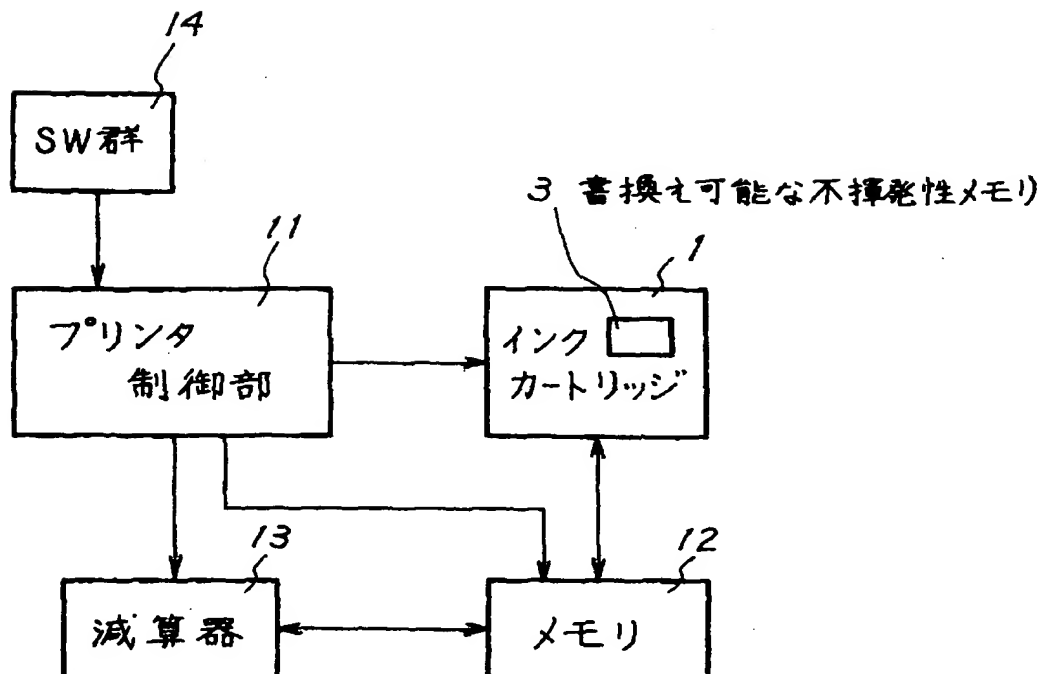 14
SW群
3 書換え可能な不揮発性メモリ
11
1
プリンタ
制御部
インク
カートリッジ
13
12
減算器
メモリ